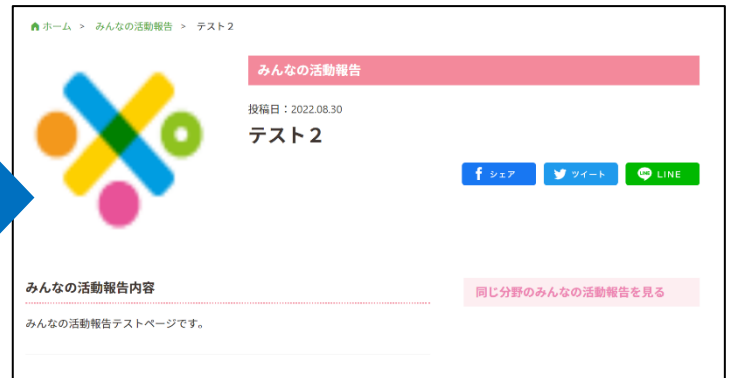 ホーム > みんなの活動報告 > テスト２
みんなの活動報告
投稿日：2022.08.30
テスト２
シェア ツイート LINE
みんなの活動報告内容
同じ分野のみんなの活動報告を見る
みんなの活動報告テストページです。